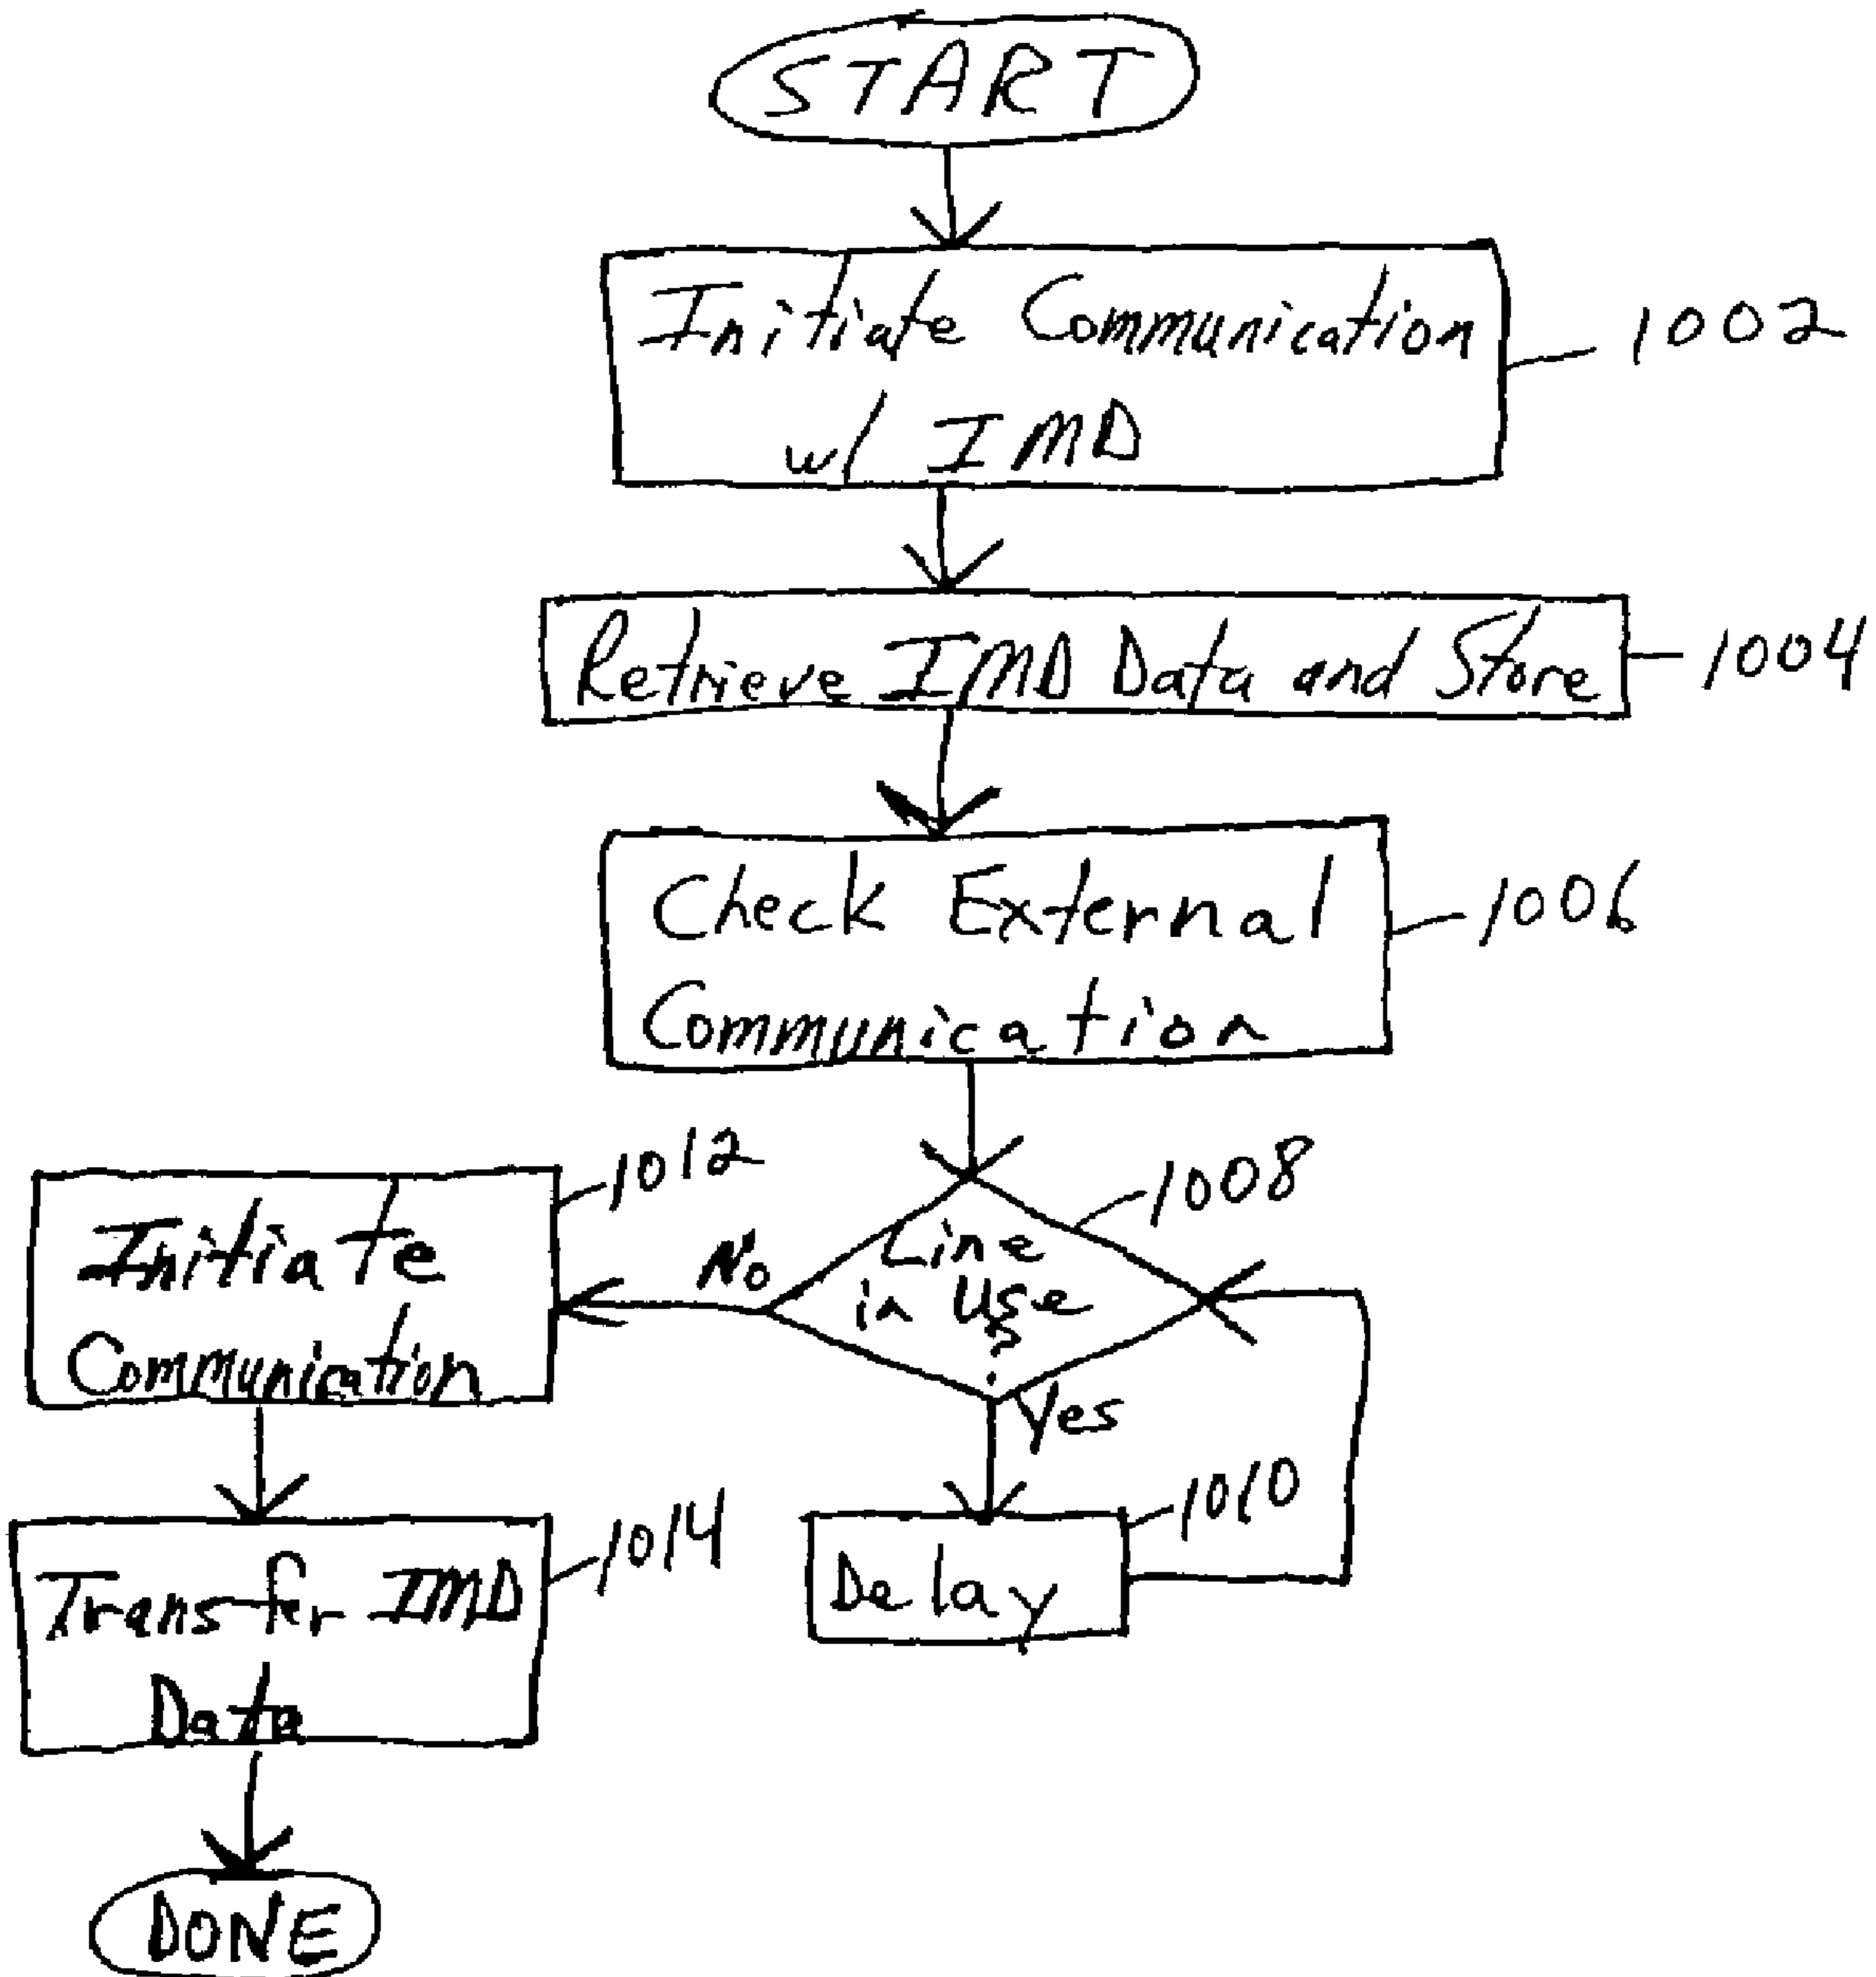 START
Initiate Communication
w/ IMD
1002
Retrieve IMD Data and Store
1004
Check External
Communication
1006
1008
Line
in Use
?
No
Yes
1012
Initiate
Communication
1010
Delay
1014
Transfer IMD
Data
DONE